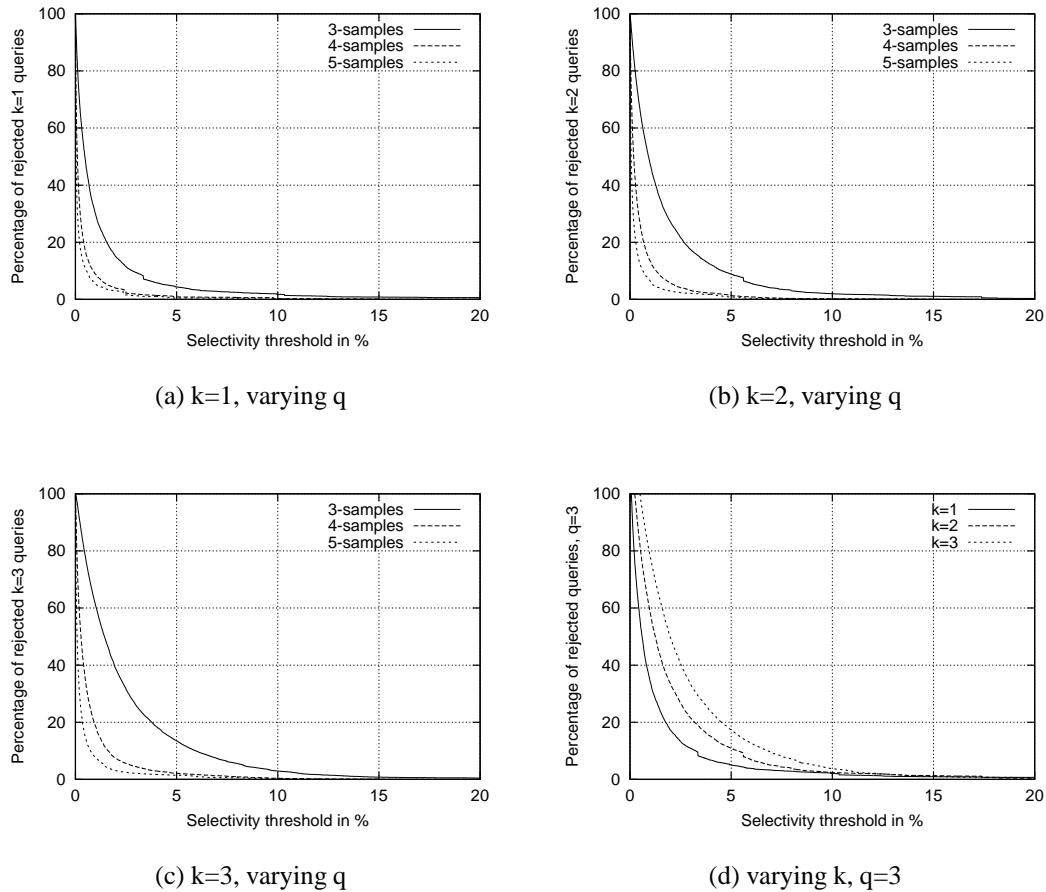 Percentage of rejected k=1 queries
100
80
60
40
20
0
3-samples
4-samples
5-samples
0 5 10 15 20
Selectivity threshold in %
(a) k=1, varying q
Percentage of rejected k=2 queries
100
80
60
40
20
0
3-samples
4-samples
5-samples
0 5 10 15 20
Selectivity threshold in %
(b) k=2, varying q
Percentage of rejected k=3 queries
100
80
60
40
20
0
3-samples
4-samples
5-samples
0 5 10 15 20
Selectivity threshold in %
(c) k=3, varying q
Percentage of rejected queries, q=3
100
80
60
40
20
0
k=1
k=2
k=3
0 5 10 15 20
Selectivity threshold in %
(d) varying k, q=3